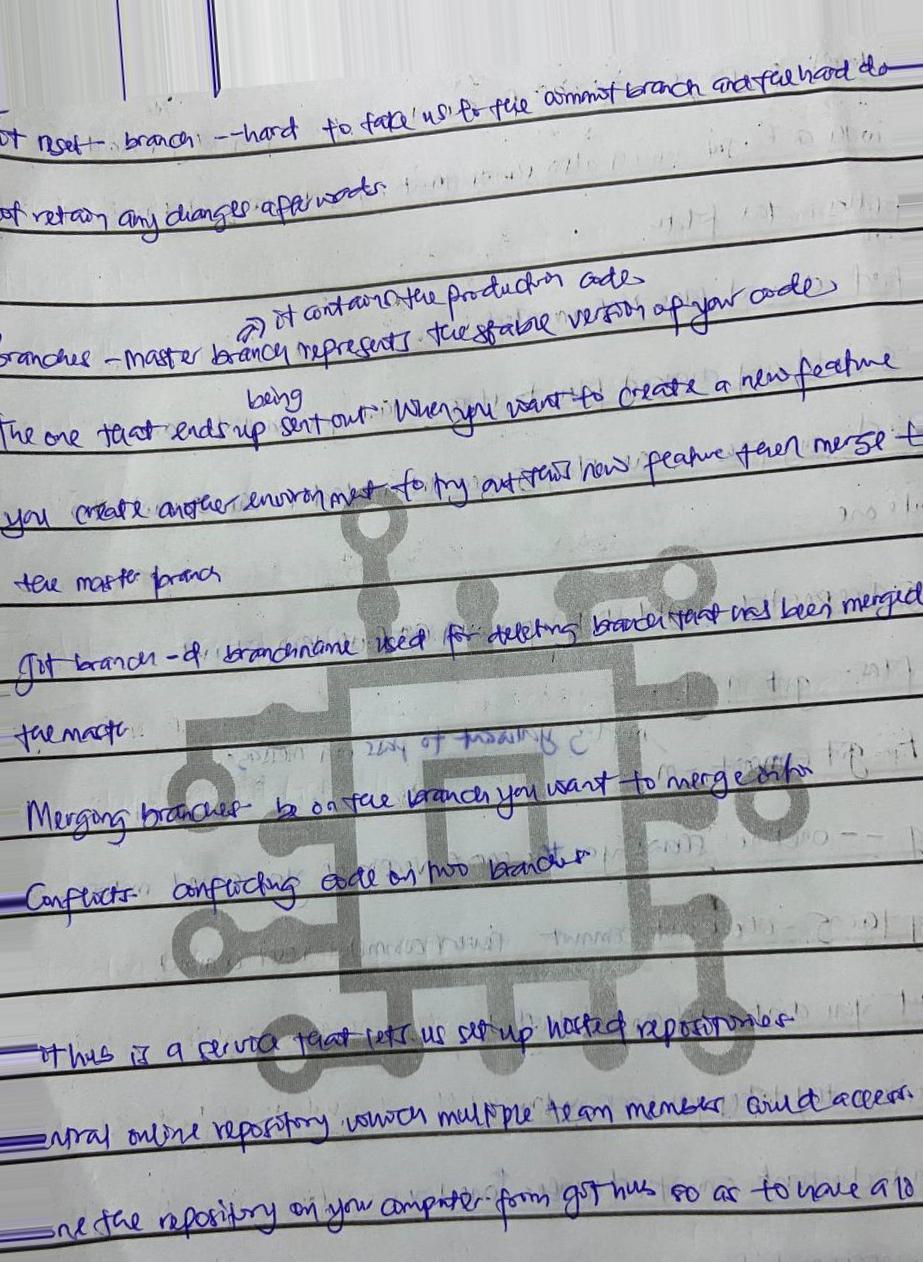 ot reset branch --hard to take us to the commit branch and the hard do
ot retain any changes afterwards.
it contains the production code
branches - master branch represents the stable version of your code
being
The one that ends up sent out. When you want to create a new feature
you create another environment to try out this new feature then merge t
the master branch
git branch -d branchname used for deleting branch that has been merged
the master
Merging branches be on the branch you want to merge into
Conflicts conflicting code on two branches
ithub is a service that lets us set up hosted repositories
ntral online repository which multiple team members could access.
one the repository on your computer from github so as to have a lo